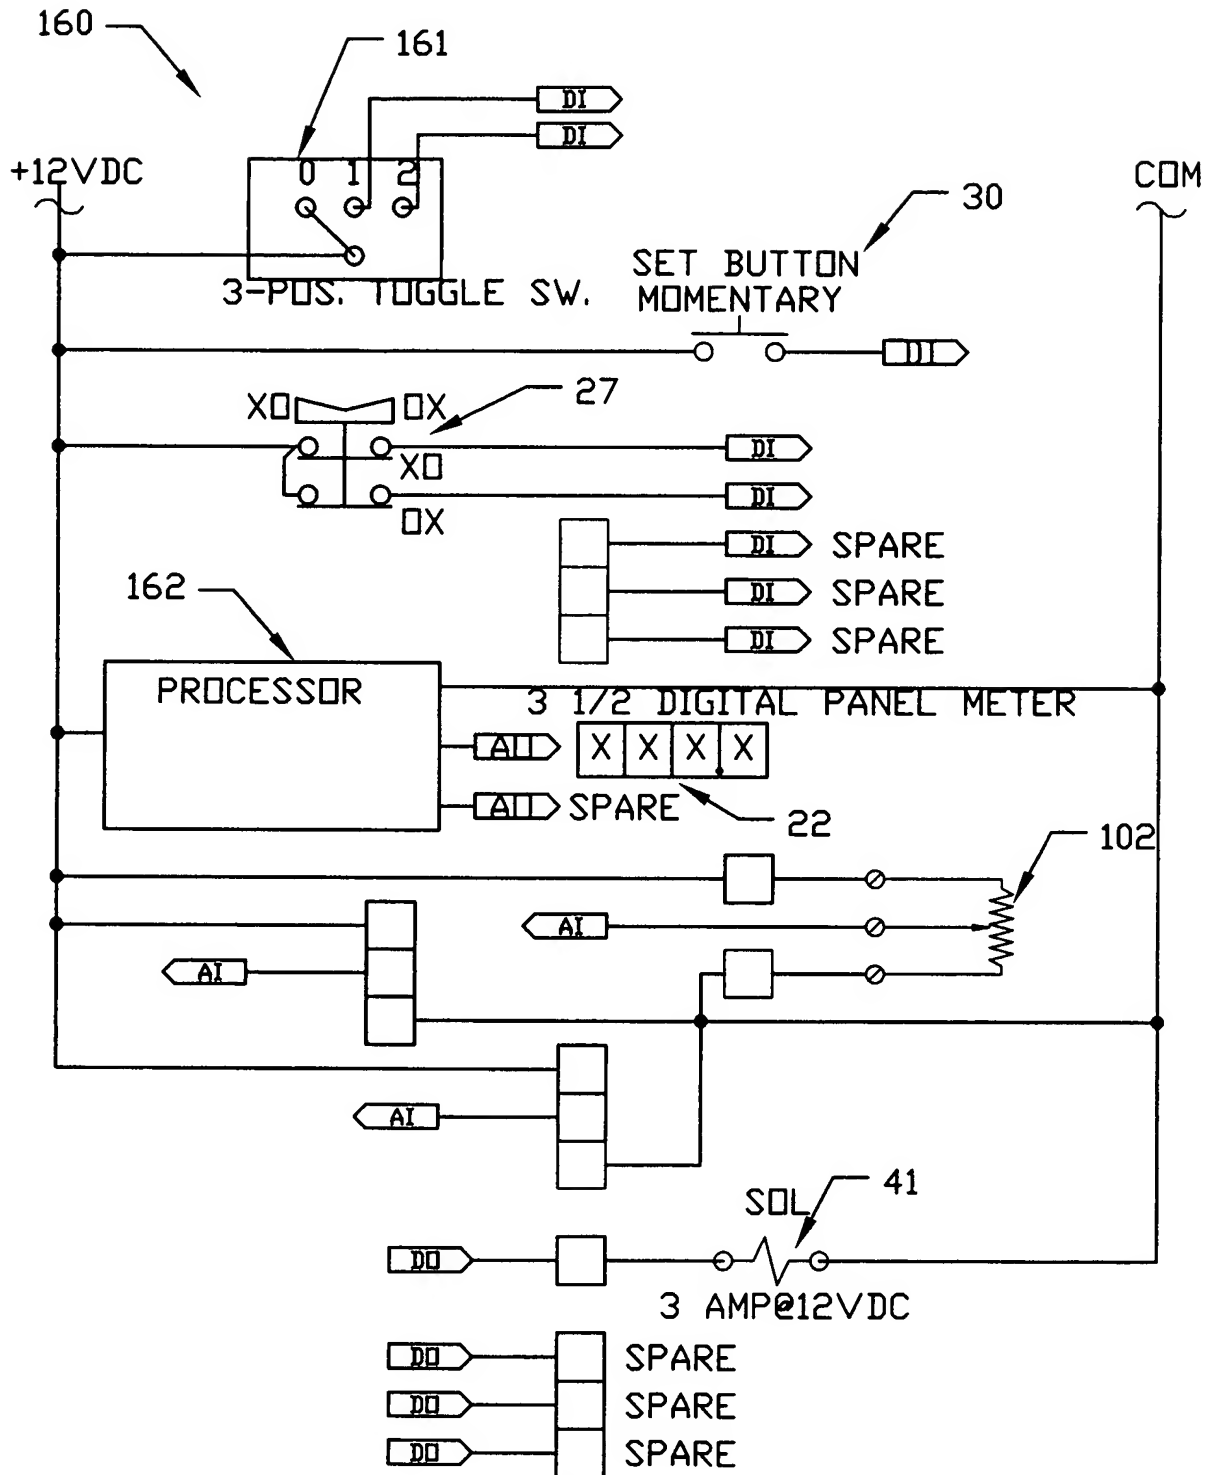 160
161
DI
DI
+12VDC
0 1 2
COM
30
3-POS. TOGGLE SW.
SET BUTTON
MOMENTARY
DI
XO OX
27
DI
XO
DI
OX
DI SPARE
DI SPARE
DI SPARE
162
PROCESSOR
3 1/2 DIGITAL PANEL METER
AO X X X.X
AO SPARE
22
102
AI
AI
AI
SOL
41
DO
3 AMP@12VDC
DO SPARE
DO SPARE
DO SPARE